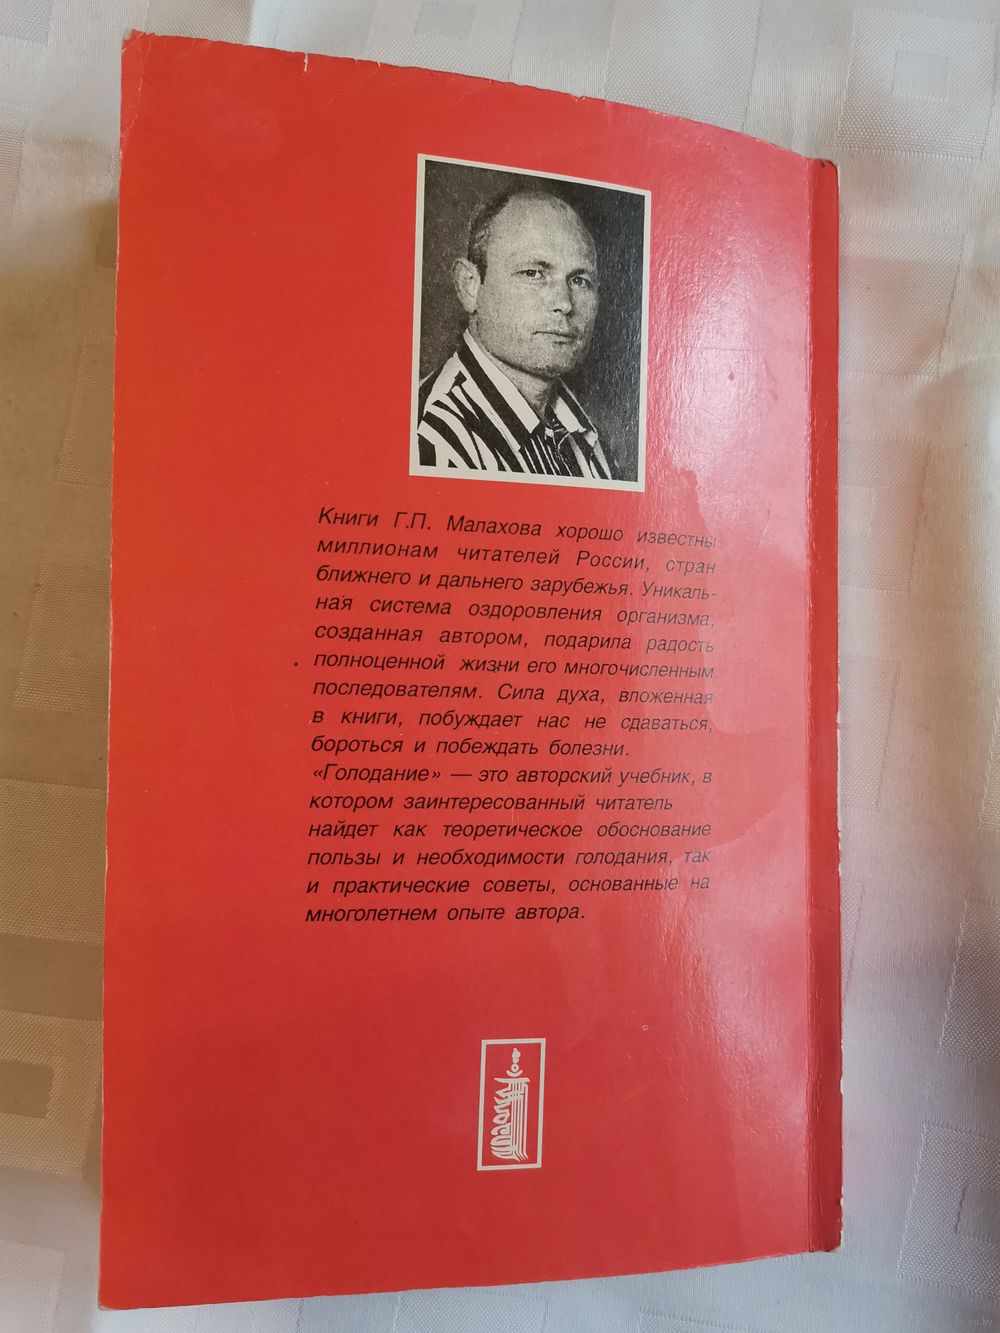 Книги Г.П. Малахова хорошо известны
миллионам читателей России, стран
ближнего и дальнего зарубежья. Уникаль-
ная система оздоровления организма,
созданная автором, подарила радость
полноценной жизни его многочисленным
последователям. Сила духа, вложенная
в книги, побуждает нас не сдаваться,
бороться и побеждать болезни.
«Голодание» — это авторский учебник, в
котором заинтересованный читатель
найдет как теоретическое обоснование
пользы и необходимости голодания, так
и практические советы, основанные на
многолетнем опыте автора.
ay.by